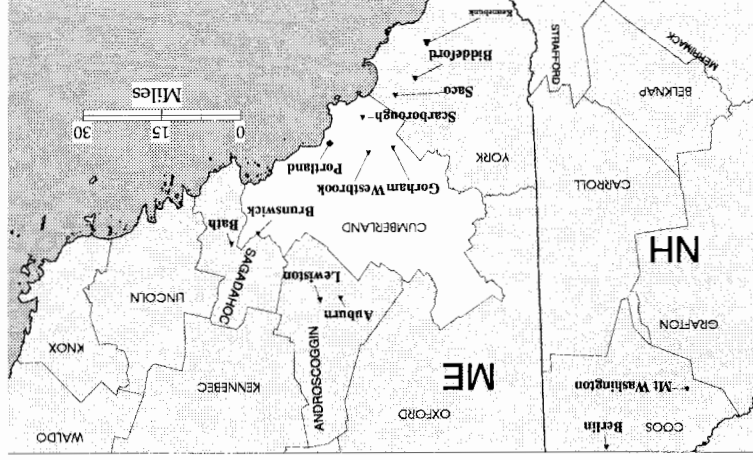 COOS
Berlin
WALDO
OXFORD
Mt Washington
ME
ANDROSCOGGIN
KENNEBEC
KNOX
GRAFTON
Auburn
Lewiston
SAGADAHOC
LINCOLN
NH
CUMBERLAND
Brunswick
Bath
CARROLL
Gorham
Westbrook
Portland
YORK
Scarborough
0 15 30
Miles
Saco
BELKNAP
Biddeford
MERRIMACK
STRAFFORD
Kennebunk